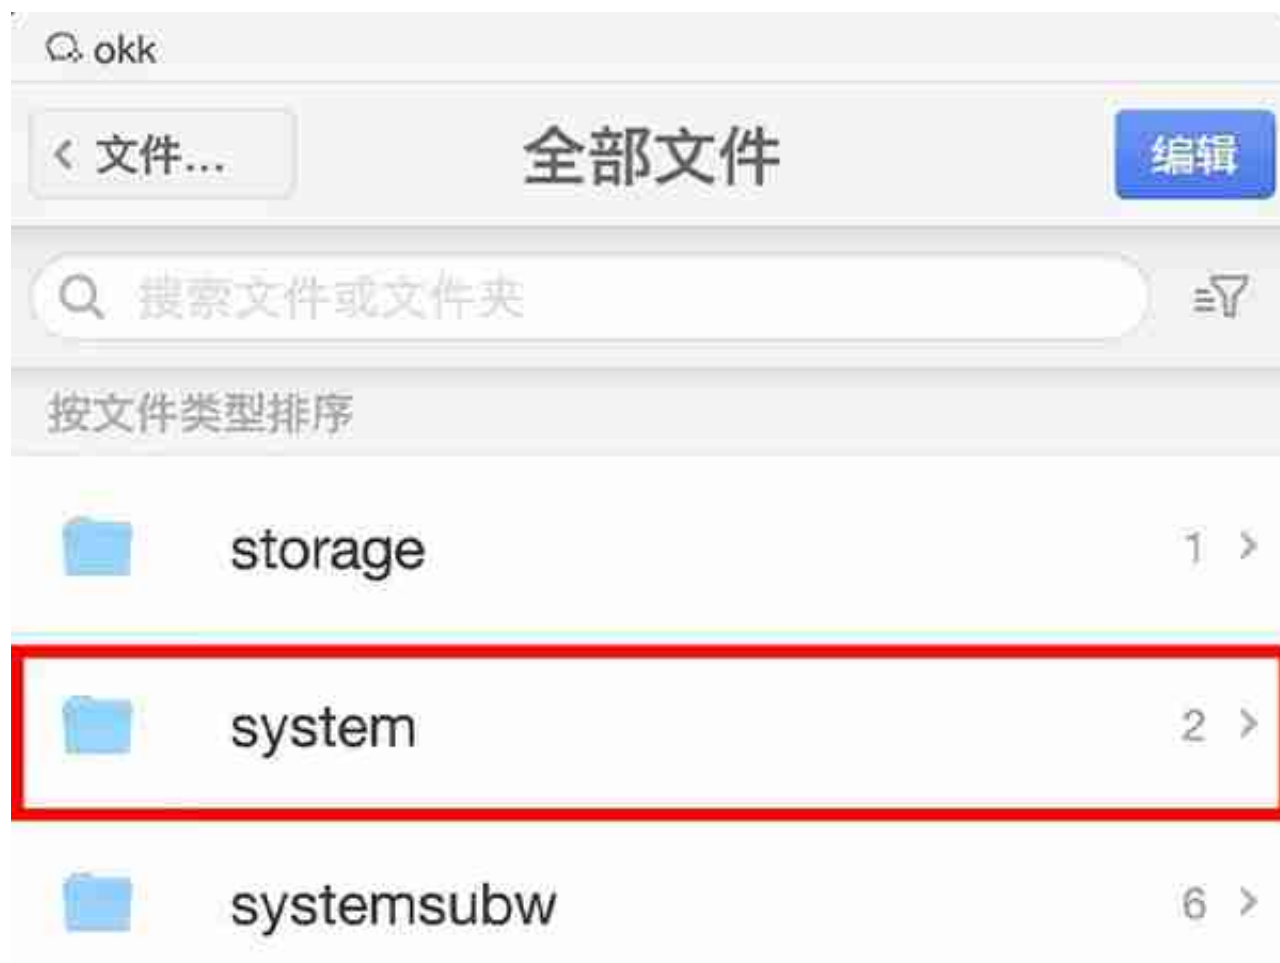 okk
< 文件...
全部文件
编辑
搜索文件或文件夹
按文件类型排序
storage 1 >
system 2 >
systemsubw 6 >